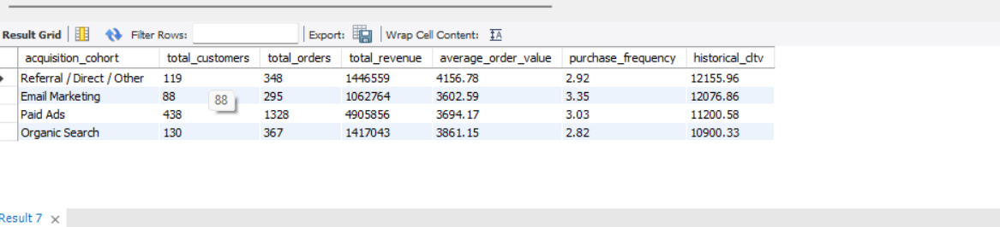 Result Grid Filter Rows: Export: Wrap Cell Content: IA
acquisition_cohort total_customers total_orders total_revenue average_order_value purchase_frequency historical_cltv
Referral / Direct / Other 119 348 1446559 4156.78 2.92 12155.96
Email Marketing 88 88 295 1062764 3602.59 3.35 12076.86
Paid Ads 438 1328 4905856 3694.17 3.03 11200.58
Organic Search 130 367 1417043 3861.15 2.82 10900.33
Result 7